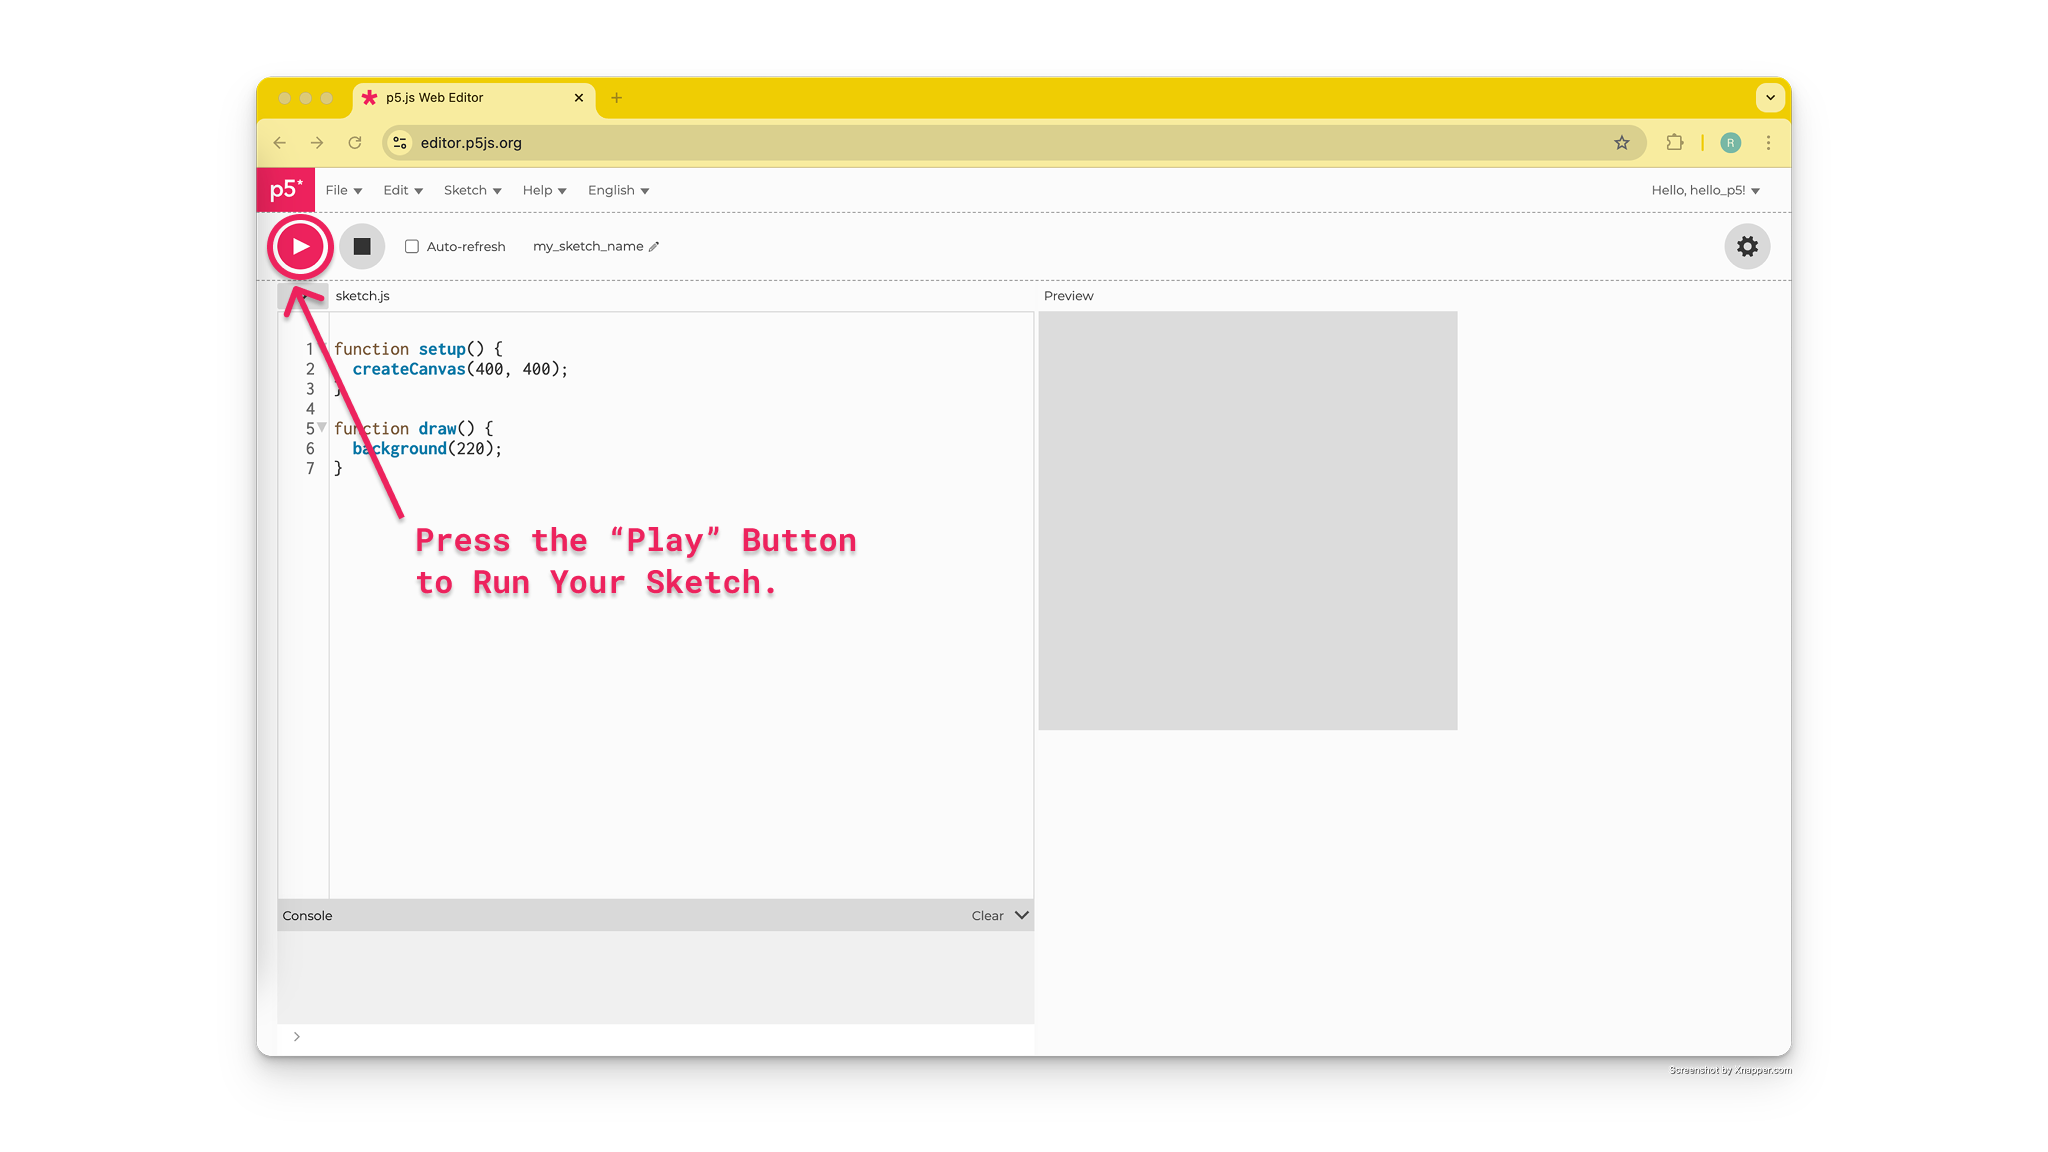 p5.js Web Editor
editor.p5js.org
R
p5* File Edit Sketch Help English Hello, hello_p5!
Auto-refresh my_sketch_name
sketch.js
Preview
1 function setup() {
2 createCanvas(400, 400);
3 }
4
5 function draw() {
6 background(220);
7 }
Press the “Play” Button
to Run Your Sketch.
Console Clear
>
Screenshot by Xnapper.com